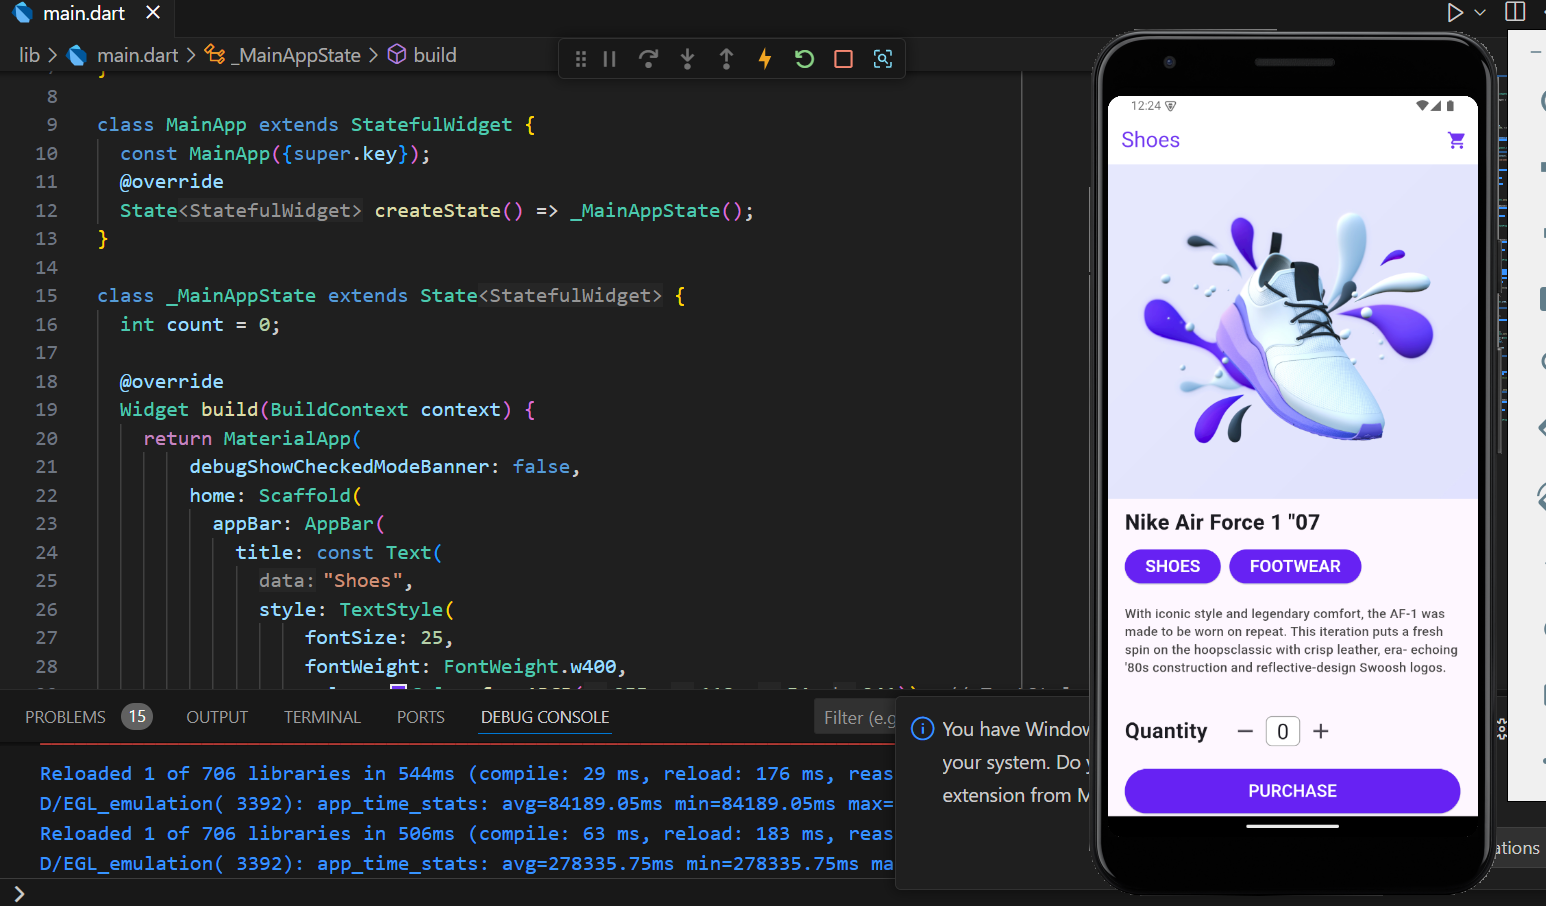 main.dart
lib > main.dart > _MainAppState > build
8
9 class MainApp extends StatefulWidget {
10 const MainApp({super.key});
11 @override
12 State<StatefulWidget> createState() => _MainAppState();
13 }
14
15 class _MainAppState extends State<StatefulWidget> {
16 int count = 0;
17
18 @override
19 Widget build(BuildContext context) {
20 return MaterialApp(
21 debugShowCheckedModeBanner: false,
22 home: Scaffold(
23 appBar: AppBar(
24 title: const Text(
25 data: "Shoes",
26 style: TextStyle(
27 fontSize: 25,
28 fontWeight: FontWeight.w400,
PROBLEMS 15 OUTPUT TERMINAL PORTS DEBUG CONSOLE Filter (e.g
Reloaded 1 of 706 libraries in 544ms (compile: 29 ms, reload: 176 ms, reas
D/EGL_emulation( 3392): app_time_stats: avg=84189.05ms min=84189.05ms max=
Reloaded 1 of 706 libraries in 506ms (compile: 63 ms, reload: 183 ms, reas
D/EGL_emulation( 3392): app_time_stats: avg=278335.75ms min=278335.75ms ma
You have Window
your system. Do y
extension from M
ations
12:24
Shoes
Nike Air Force 1 "07
SHOES FOOTWEAR
With iconic style and legendary comfort, the AF-1 was
made to be worn on repeat. This iteration puts a fresh
spin on the hoopsclassic with crisp leather, era- echoing
'80s construction and reflective-design Swoosh logos.
Quantity − 0 +
PURCHASE